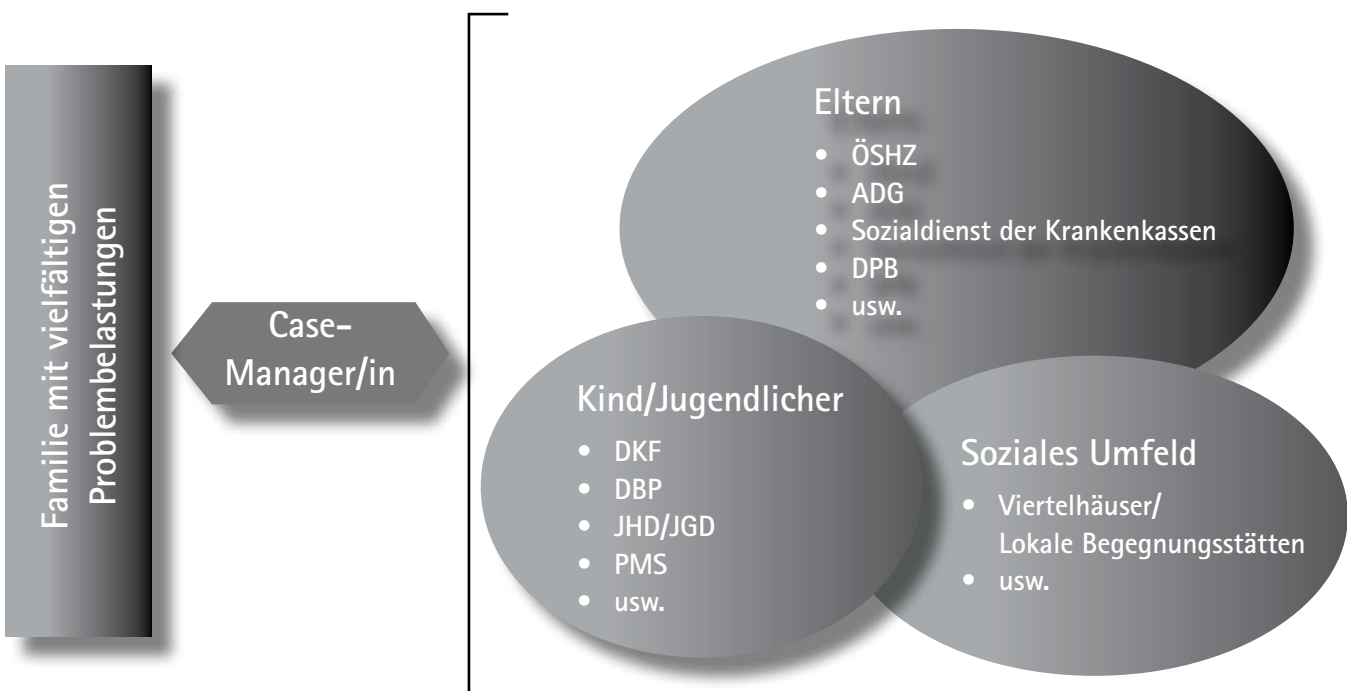 Familie mit vielfältigen
Problembelastungen
Case-
Manager/in
Eltern
• ÖSHZ
• ADG
• Sozialdienst der Krankenkassen
• DPB
• usw.
Kind/Jugendlicher
• DKF
• DBP
• JHD/JGD
• PMS
• usw.
Soziales Umfeld
• Viertelhäuser/
Lokale Begegnungsstätten
• usw.